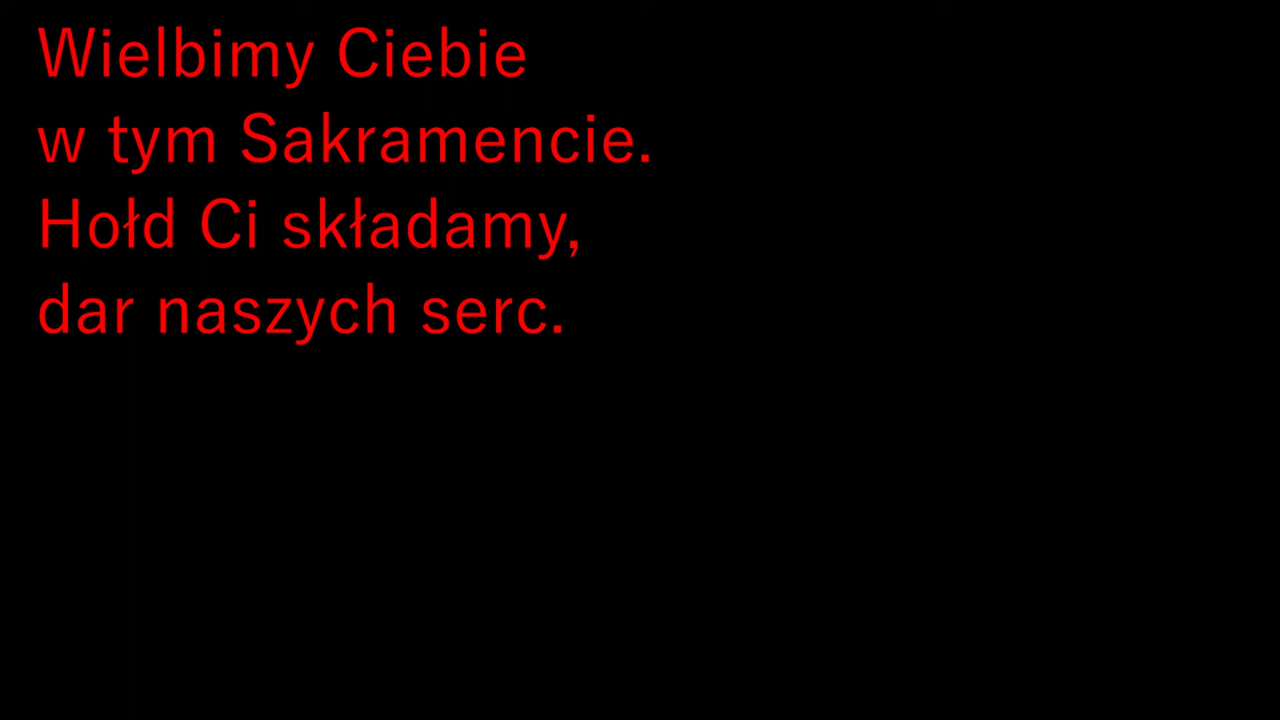 Wielbimy Ciebie
w tym Sakramencie.
Hołd Ci składamy,
dar naszych serc.